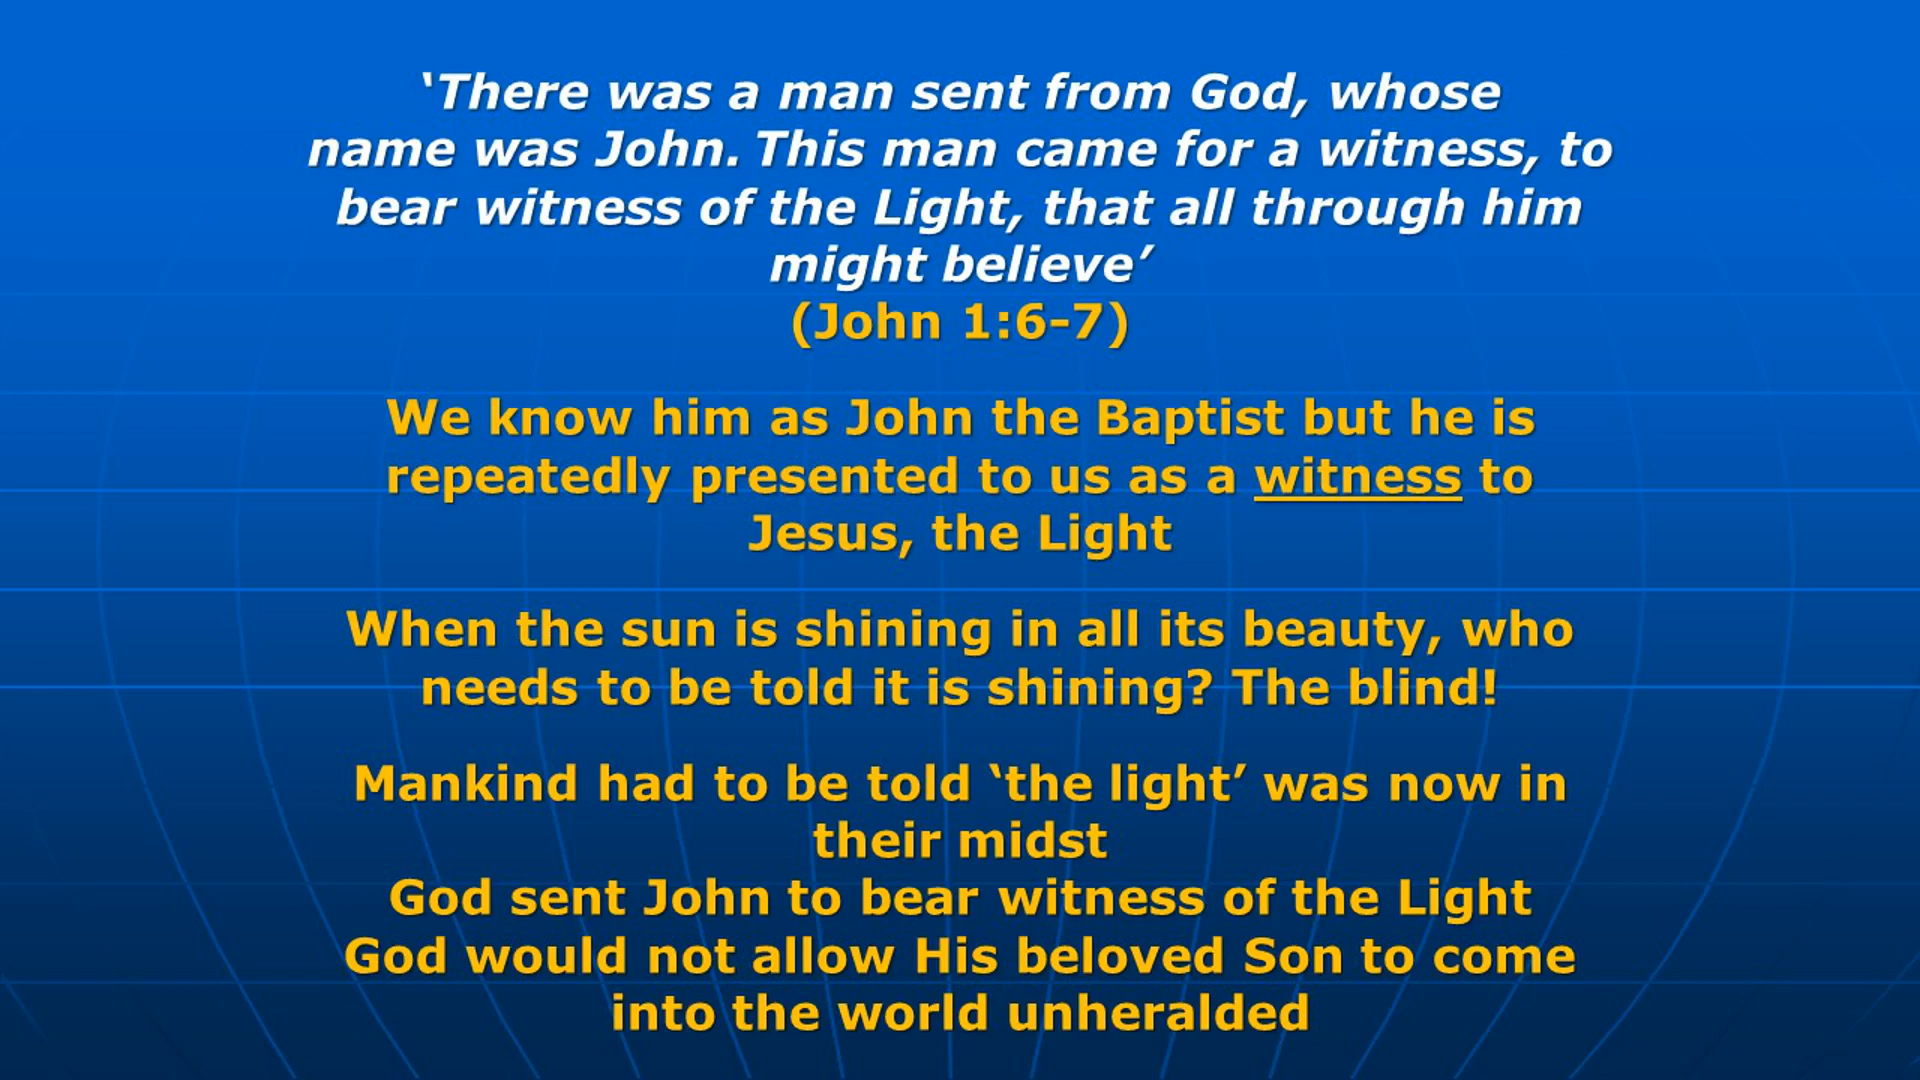 ‘There was a man sent from God, whose
name was John. This man came for a witness, to
bear witness of the Light, that all through him
might believe’
(John 1:6-7)
We know him as John the Baptist but he is
repeatedly presented to us as a witness to
Jesus, the Light
When the sun is shining in all its beauty, who
needs to be told it is shining? The blind!
Mankind had to be told ‘the light’ was now in
their midst
God sent John to bear witness of the Light
God would not allow His beloved Son to come
into the world unheralded